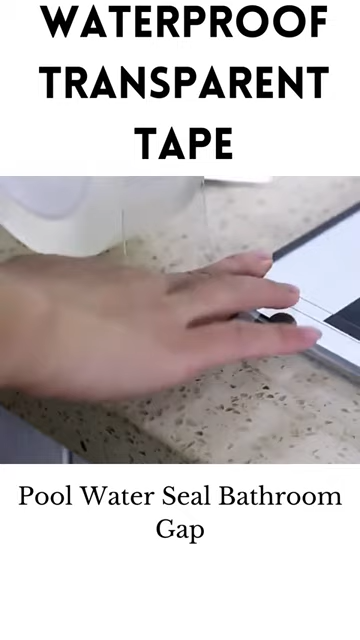 WATERPROOF
TRANSPARENT
TAPE
Pool Water Seal Bathroom
Gap